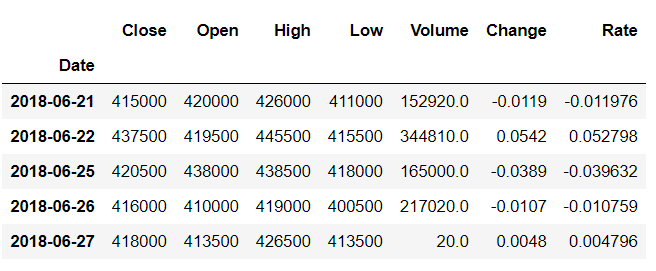 Close Open High Low Volume Change Rate
Date
2018-06-21 415000 420000 426000 411000 152920.0 -0.0119 -0.011976
2018-06-22 437500 419500 445500 415500 344810.0 0.0542 0.052798
2018-06-25 420500 438000 438500 418000 165000.0 -0.0389 -0.039632
2018-06-26 416000 410000 419000 400500 217020.0 -0.0107 -0.010759
2018-06-27 418000 413500 426500 413500 20.0 0.0048 0.004796